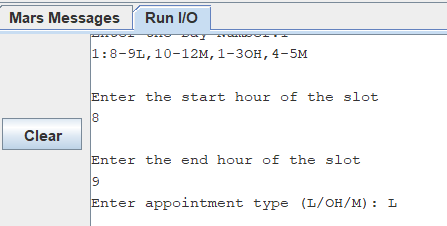 Mars Messages Run I/O
1:8-9L,10-12M,1-3OH,4-5M
Enter the start hour of the slot
8
Clear
Enter the end hour of the slot
9
Enter appointment type (L/OH/M): L